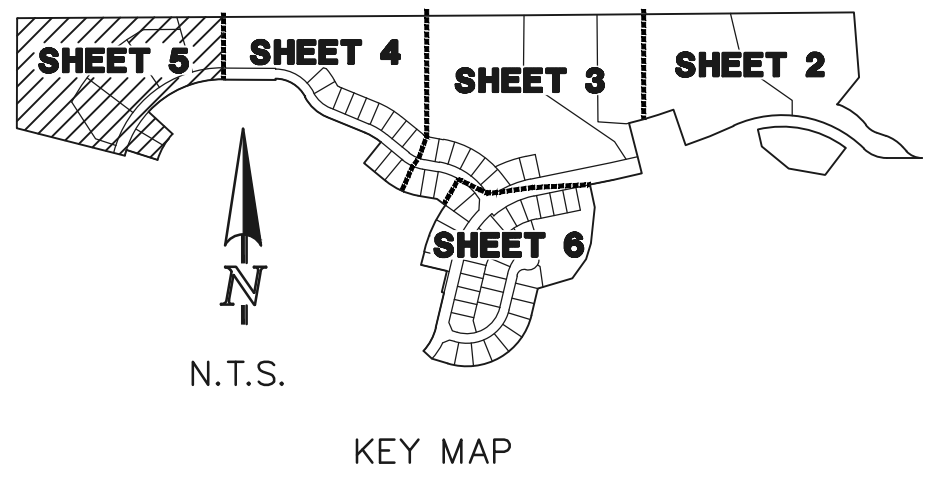 SHEET 5
SHEET 4
SHEET 3
SHEET 2
SHEET 6
N
N.T.S.
KEY MAP